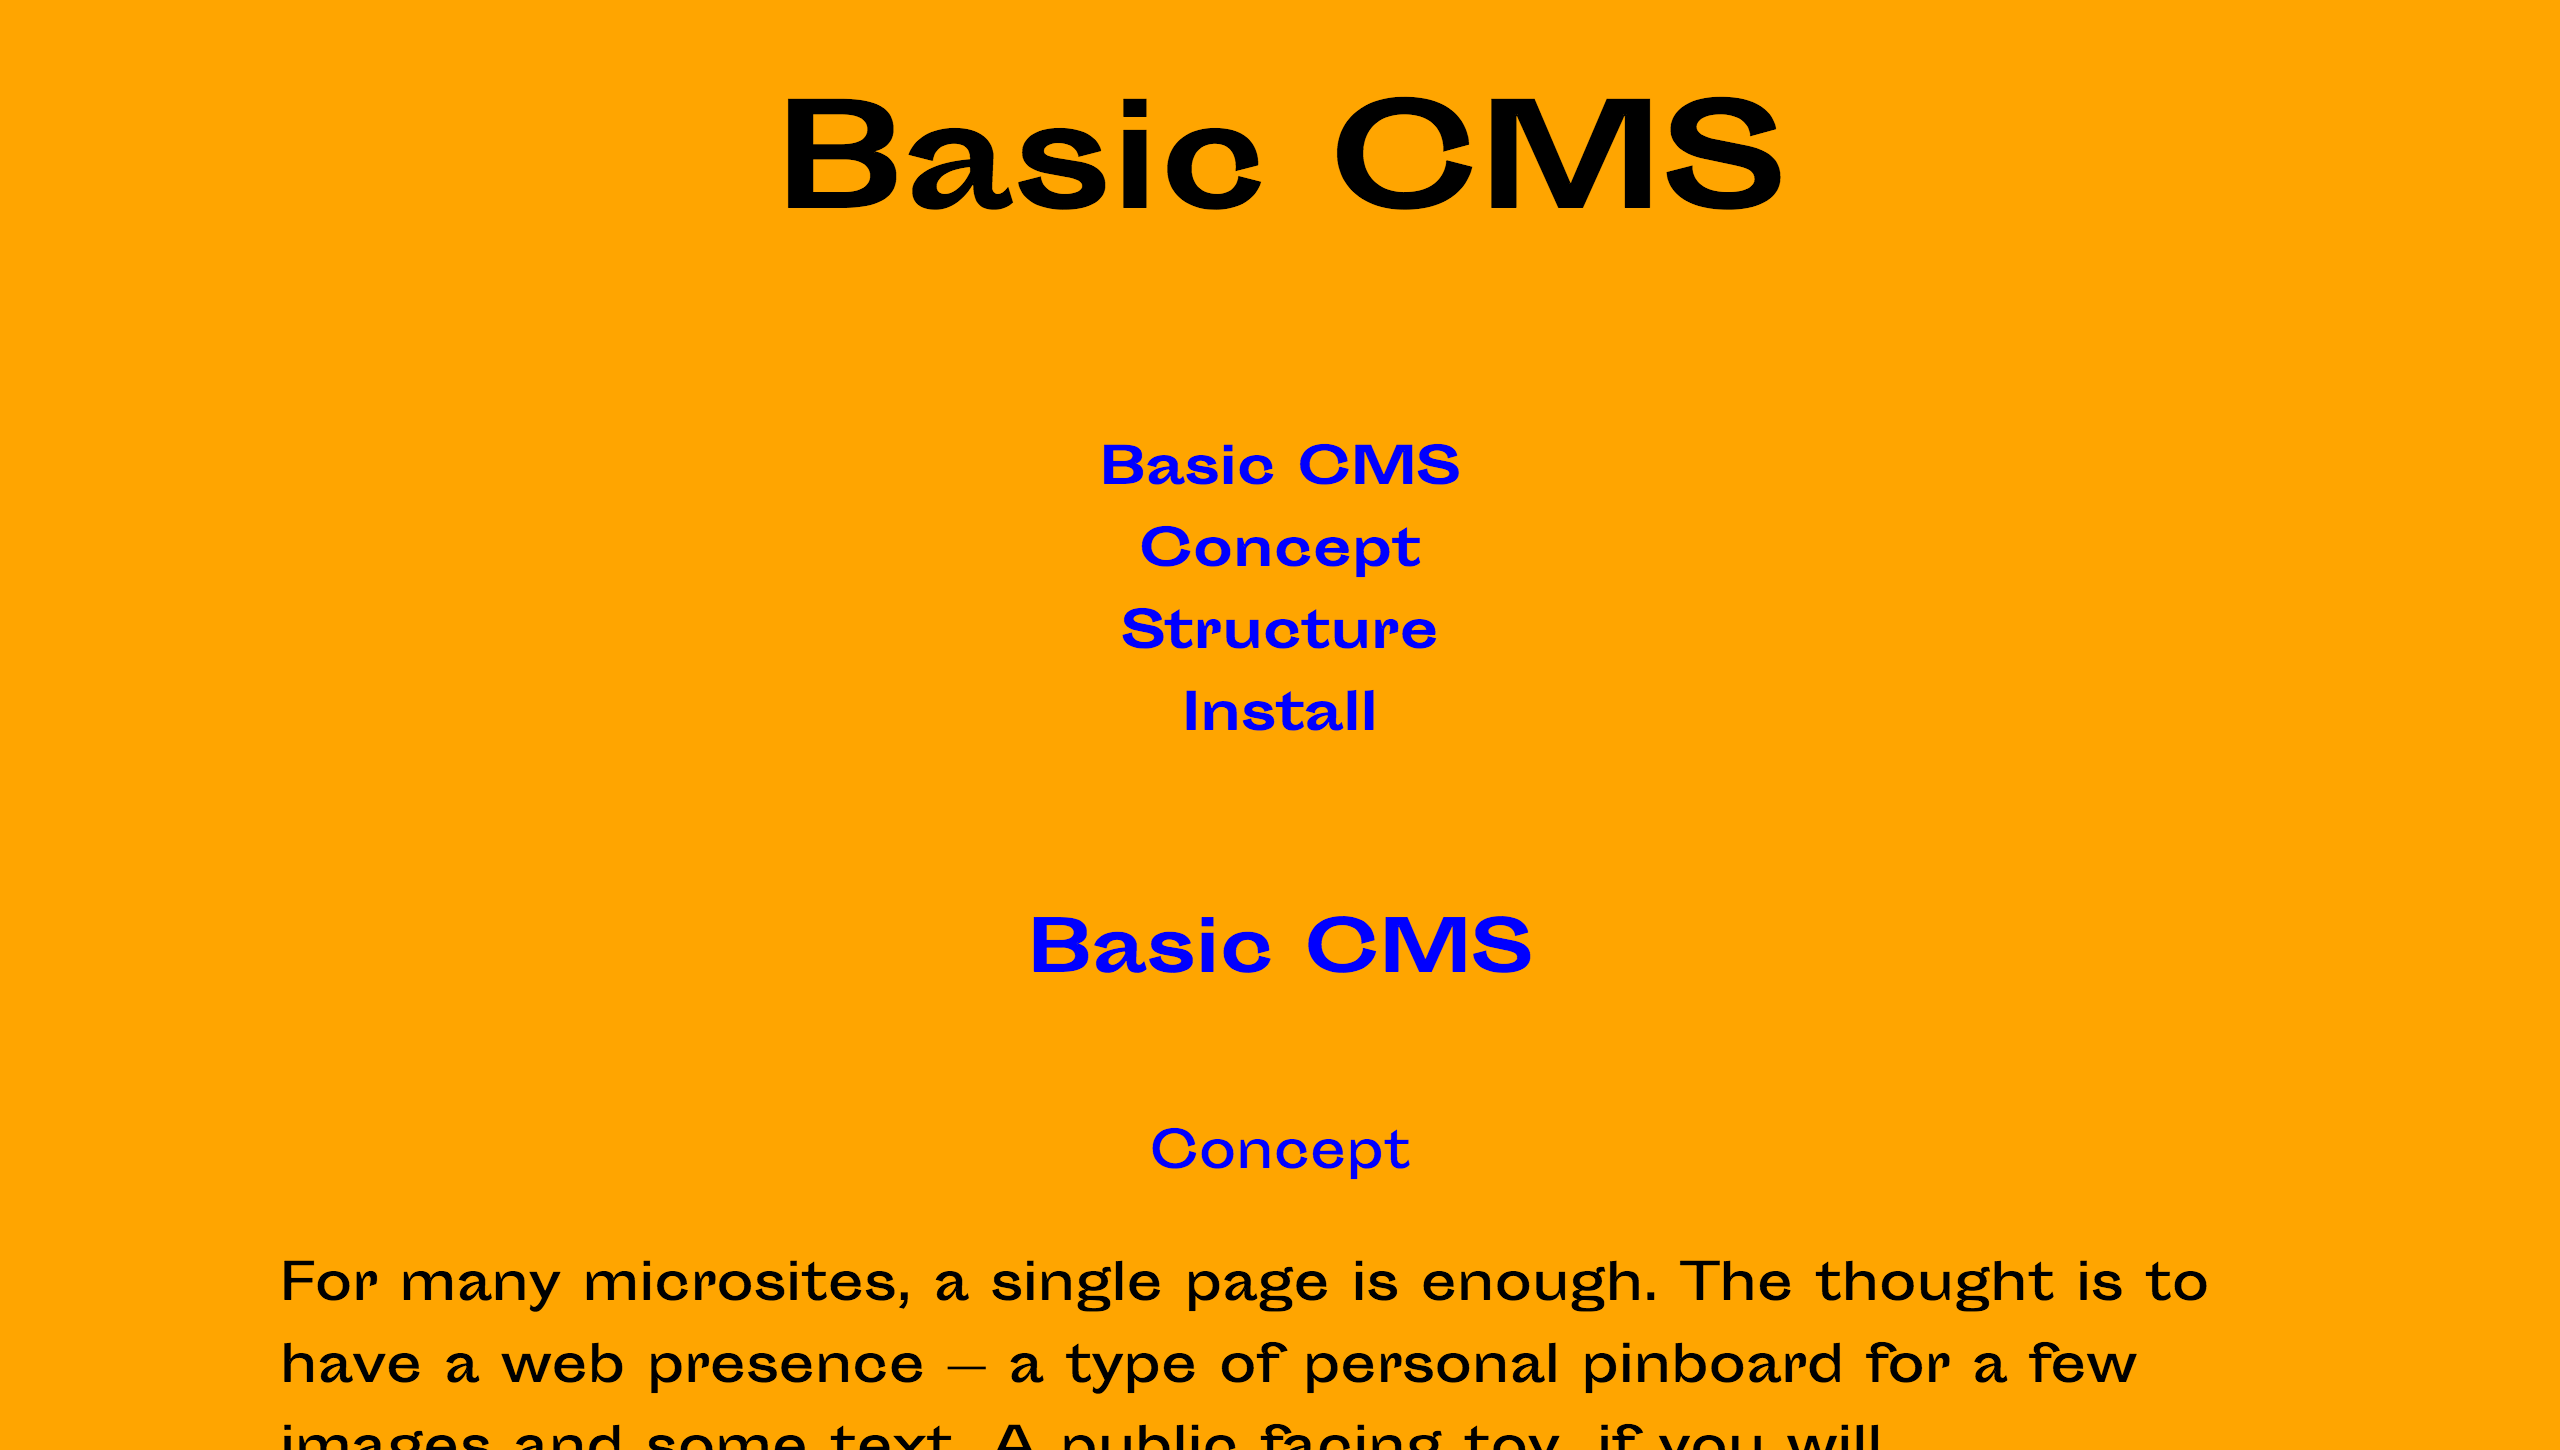 Basic CMS
Basic CMS
Concept
Structure
Install
Basic CMS
Concept
For many microsites, a single page is enough. The thought is to
have a web presence – a type of personal pinboard for a few
images and some text. A public facing toy, if you will